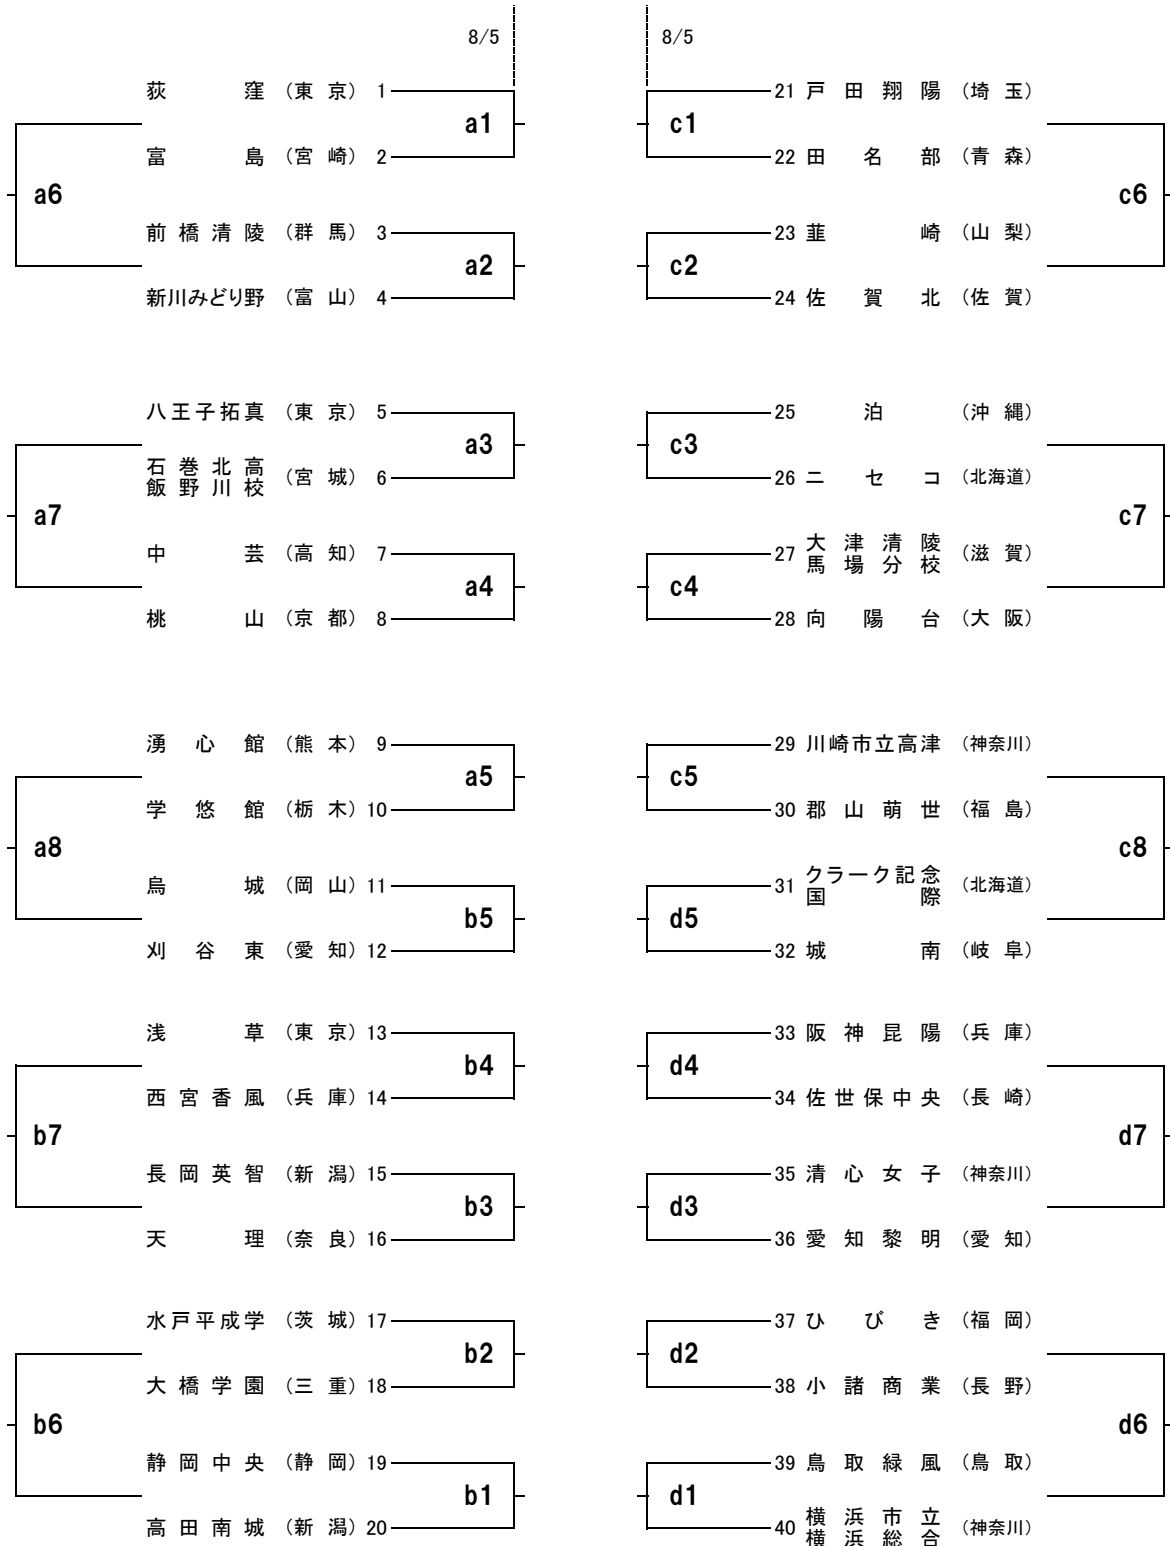 8/5
8/5
荻窪（東京）1
a1
富島（宮崎）2
a6
前橋清陵（群馬）3
a2
新川みどり野（富山）4
八王子拓真（東京）5
a3
石巻北高
飯野川校（宮城）6
a7
中芸（高知）7
a4
桃山（京都）8
湧心館（熊本）9
a5
学悠館（栃木）10
a8
烏城（岡山）11
b5
刈谷東（愛知）12
浅草（東京）13
b4
西宮香風（兵庫）14
b7
長岡英智（新潟）15
b3
天理（奈良）16
水戸平成学（茨城）17
b2
大橋学園（三重）18
b6
静岡中央（静岡）19
b1
高田南城（新潟）20
21 戸田翔陽（埼玉）
c1
22 田名部（青森）
c6
23 韮崎（山梨）
c2
24 佐賀北（佐賀）
25 泊（沖縄）
c3
26 ニセコ（北海道）
c7
27 大津清陵
馬場分校（滋賀）
c4
28 向陽台（大阪）
29 川崎市立高津（神奈川）
c5
30 郡山萌世（福島）
c8
31 クラーク記念
国際（北海道）
d5
32 城南（岐阜）
33 阪神昆陽（兵庫）
d4
34 佐世保中央（長崎）
d7
35 清心女子（神奈川）
d3
36 愛知黎明（愛知）
37 ひびき（福岡）
d2
38 小諸商業（長野）
d6
39 鳥取緑風（鳥取）
d1
40 横浜市立
横浜総合（神奈川）